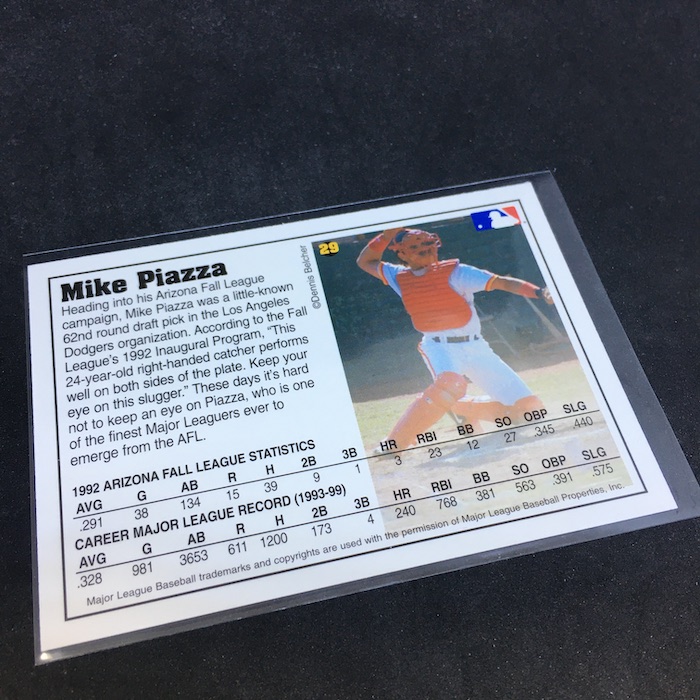 Mike Piazza
Heading into his Arizona Fall League
campaign, Mike Piazza was a little-known
62nd round draft pick in the Los Angeles
Dodgers organization. According to the Fall
League's 1992 Inaugural Program, "This
24-year-old right-handed catcher performs
well on both sides of the plate. Keep your
eye on this slugger." These days it's hard
not to keep an eye on Piazza, who is one
of the finest Major Leaguers ever to
emerge from the AFL.
©Dennis Belcher
29
1992 ARIZONA FALL LEAGUE STATISTICS
AVG G AB R H 2B 3B HR RBI BB SO OBP SLG
.291 38 134 15 39 9 1 3 23 12 27 .345 .440
CAREER MAJOR LEAGUE RECORD (1993-99)
AVG G AB R H 2B 3B HR RBI BB SO OBP SLG
.328 981 3653 611 1200 173 4 240 768 381 563 .391 .575
Major League Baseball trademarks and copyrights are used with the permission of Major League Baseball Properties, Inc.